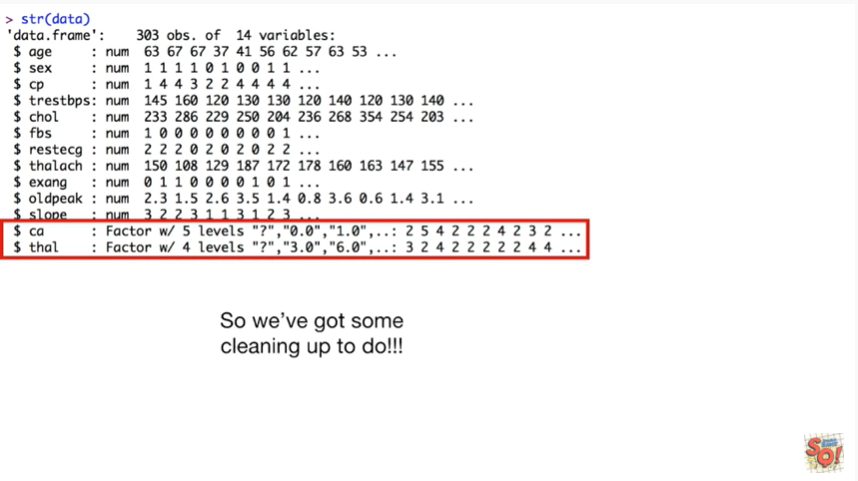 > str(data)
'data.frame':   303 obs. of  14 variables:
 $ age     : num  63 67 67 37 41 56 62 57 63 53 ...
 $ sex     : num  1 1 1 1 0 1 0 0 1 1 ...
 $ cp      : num  1 4 4 3 2 2 4 4 4 4 ...
 $ trestbps: num  145 160 120 130 130 120 140 120 130 140 ...
 $ chol    : num  233 286 229 250 204 236 268 354 254 203 ...
 $ fbs     : num  1 0 0 0 0 0 0 0 0 1 ...
 $ restecg : num  2 2 2 0 2 0 2 0 2 2 ...
 $ thalach : num  150 108 129 187 172 178 160 163 147 155 ...
 $ exang   : num  0 1 1 0 0 0 0 1 0 1 ...
 $ oldpeak : num  2.3 1.5 2.6 3.5 1.4 0.8 3.6 0.6 1.4 3.1 ...
 $ slope   : num  3 2 2 3 1 1 3 1 2 3 ...
 $ ca      : Factor w/ 5 levels "?","0.0","1.0",..: 2 5 4 2 2 2 4 2 3 2 ...
 $ thal    : Factor w/ 4 levels "?","3.0","6.0",..: 3 2 4 2 2 2 2 2 4 4 ...
So we've got some
cleaning up to do!!!
SQ!